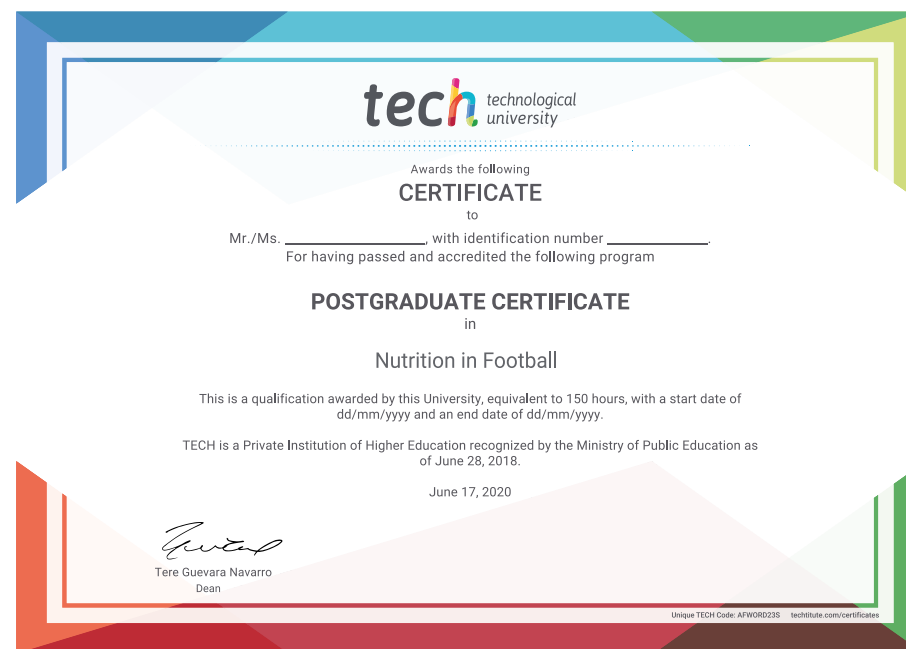 tech technological
university
Awards the following
CERTIFICATE
to
Mr./Ms. ____________________, with identification number ______________.
For having passed and accredited the following program
POSTGRADUATE CERTIFICATE
in
Nutrition in Football
This is a qualification awarded by this University, equivalent to 150 hours, with a start date of
dd/mm/yyyy and an end date of dd/mm/yyyy.
TECH is a Private Institution of Higher Education recognized by the Ministry of Public Education as
of June 28, 2018.
June 17, 2020
Tere Guevara Navarro
Dean
Unique TECH Code: AFWORD23S techtitute.com/certificates